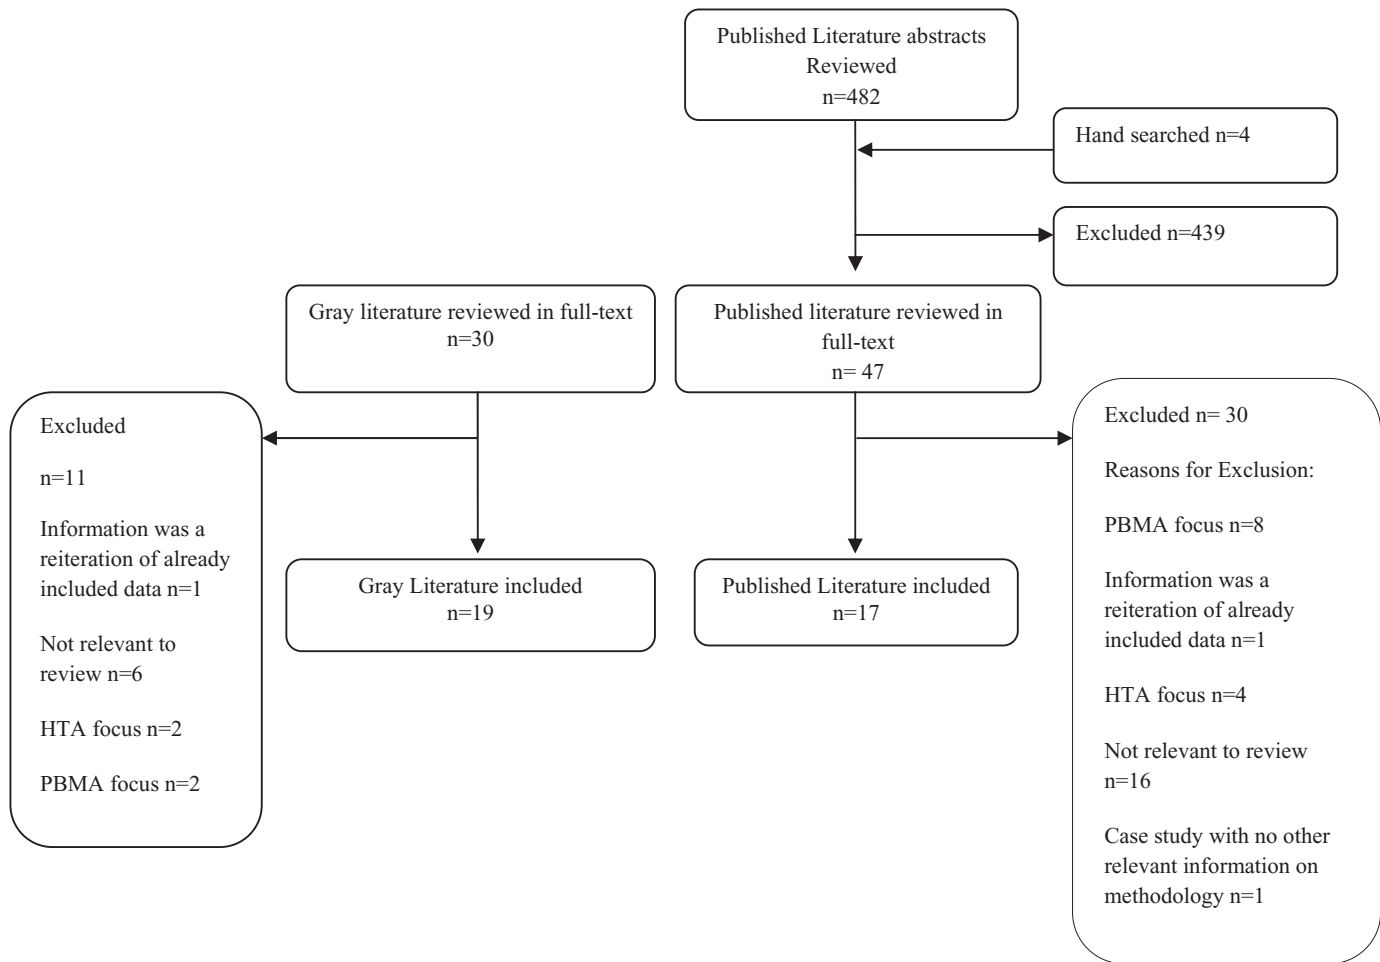 Published Literature abstracts
Reviewed
n=482
Hand searched n=4
Excluded n=439
Gray literature reviewed in full-text
n=30
Published literature reviewed in
full-text
n= 47
Excluded
n=11
Information was a
reiteration of already
included data n=1
Not relevant to
review n=6
HTA focus n=2
PBMA focus n=2
Excluded n= 30
Reasons for Exclusion:
PBMA focus n=8
Information was a
reiteration of already
included data n=1
HTA focus n=4
Not relevant to review
n=16
Case study with no other
relevant information on
methodology n=1
Gray Literature included
n=19
Published Literature included
n=17